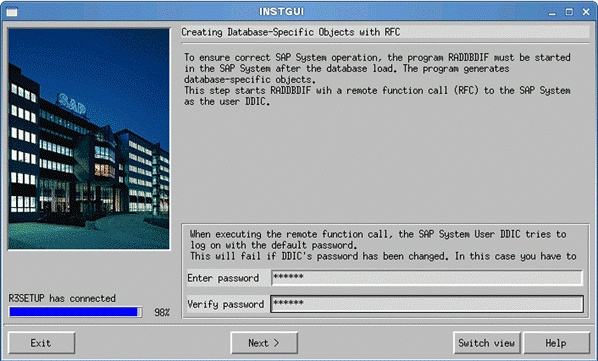 INSTGUI
Creating Database-Specific Objects with RFC
To ensure correct SAP System operation, the program RADDBDIF must be started
in the SAP System after the database load. The program generates
database-specific objects.
This step starts RADDBDIF wih a remote function call (RFC) to the SAP System
as the user DDIC.
SAP
When executing the remote function call, the SAP System User DDIC tries to
log on with the default password.
This will fail if DDIC's password has been changed. In this case you have to
Enter password ******
Verify password ******
R3SETUP has connected
98%
Exit
Next >
Switch view
Help